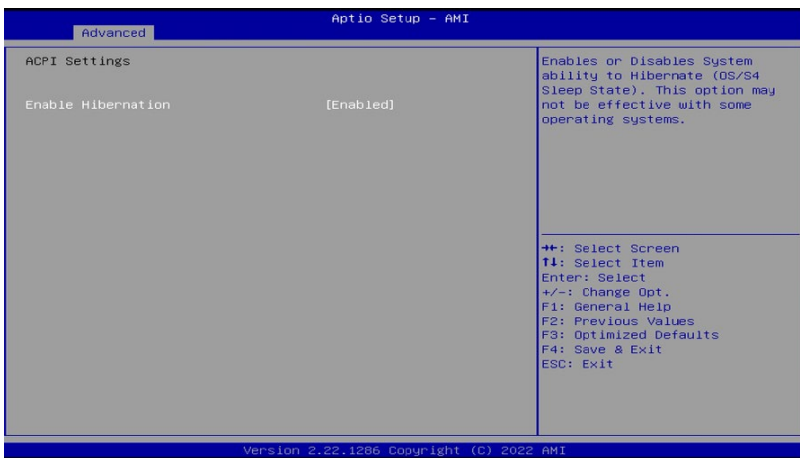 Aptio Setup - AMI
Advanced
ACPI Settings
Enable Hibernation [Enabled]
Enables or Disables System
ability to Hibernate (OS/S4
Sleep State). This option may
not be effective with some
operating systems.
→←: Select Screen
↑↓: Select Item
Enter: Select
+/-: Change Opt.
F1: General Help
F2: Previous Values
F3: Optimized Defaults
F4: Save & Exit
ESC: Exit
Version 2.22.1286 Copyright (C) 2022 AMI